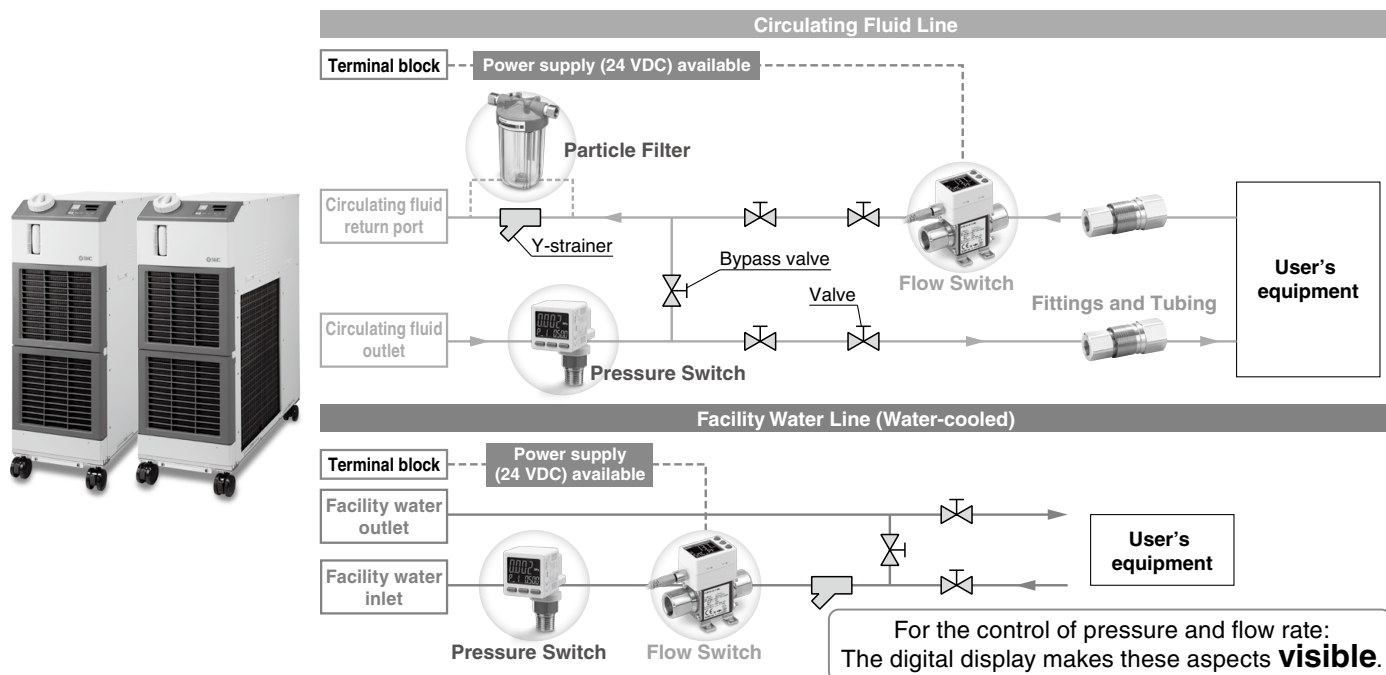 Circulating Fluid Line
Terminal block
Power supply (24 VDC) available
Particle Filter
Circulating fluid
return port
Y-strainer
Bypass valve
Flow Switch
Valve
Fittings and Tubing
User's
equipment
Circulating fluid
outlet
Pressure Switch
SMC
SMC
Facility Water Line (Water-cooled)
Terminal block
Power supply
(24 VDC) available
Facility water
outlet
Facility water
inlet
Pressure Switch
Flow Switch
User's
equipment
For the control of pressure and flow rate:
The digital display makes these aspects visible.